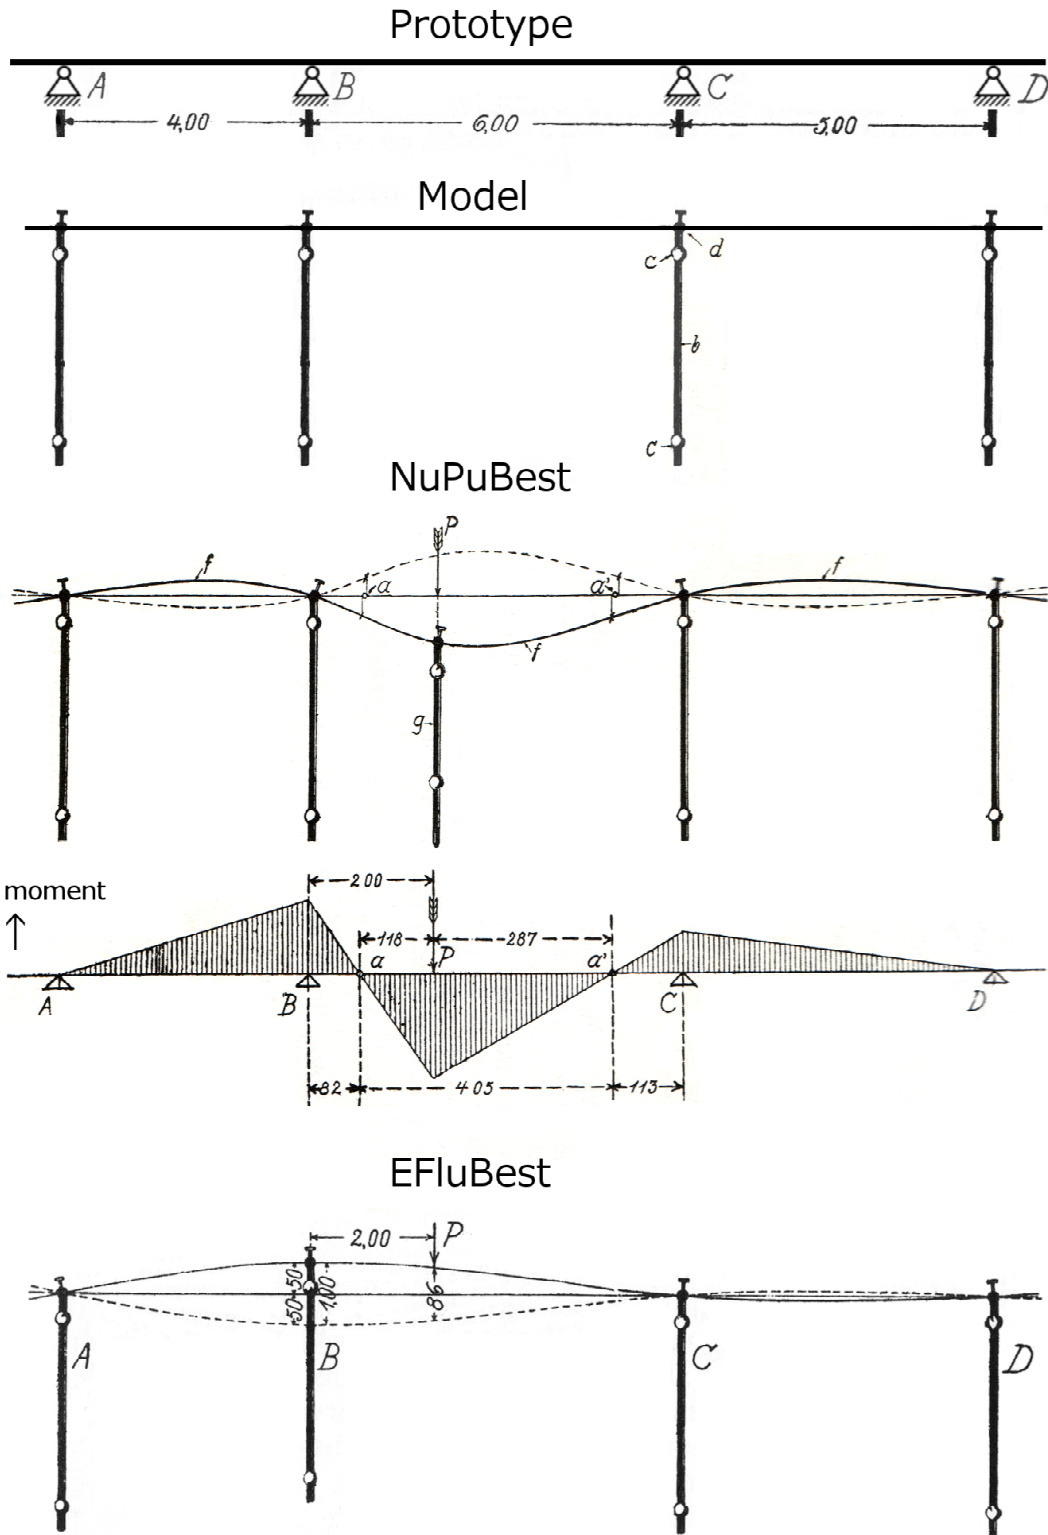 Prototype
A B C D
4,00 6,00 5,00
Model
d
c
b
c
NuPuBest
P
f a a' f
f
g
moment
200
118 287
a P a'
A B C D
82 405 113
EFluBest
2,00 P
50 50 1,00 86
A B C D